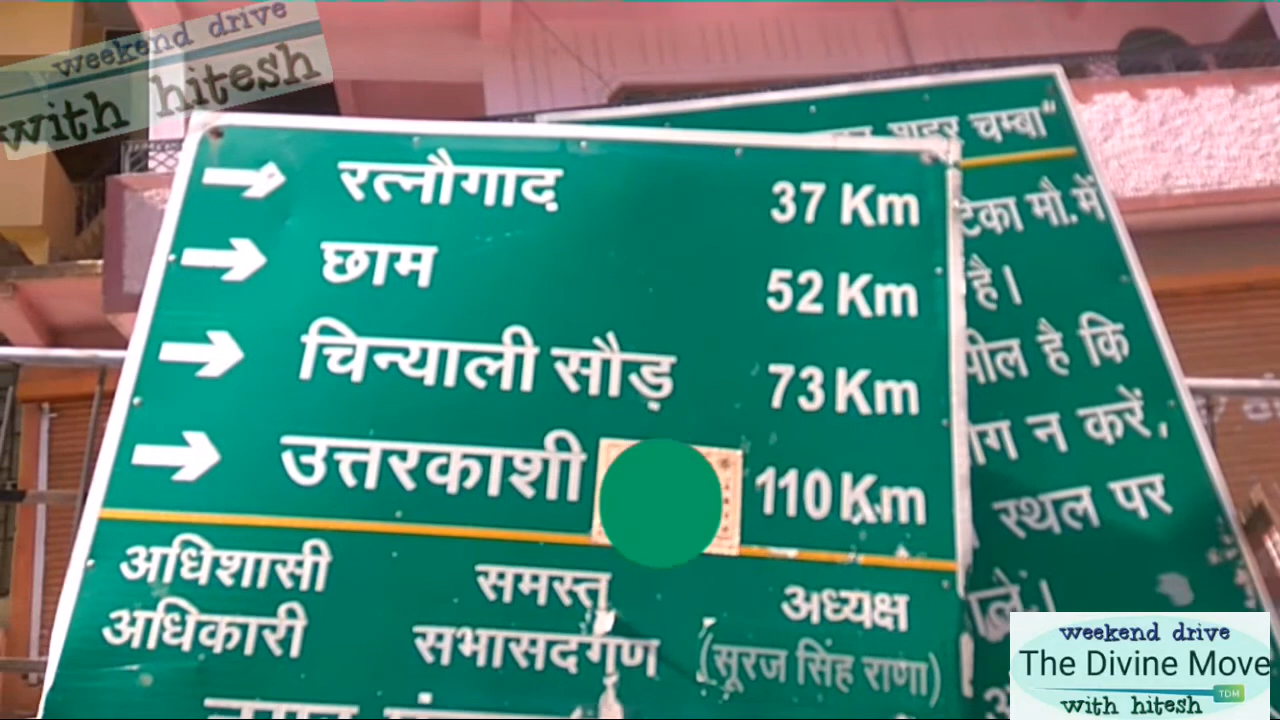 weekend drive
with hitesh
रत्नौगाद 37 Km
छाम 52 Km
चिन्याली सौड़ 73 Km
उत्तरकाशी 110 Km
अधिशासी
अधिकारी
समस्त
सभासदगण
अध्यक्ष
(सूरज सिंह राणा)
चम्बा"
मौ.में
है।
है कि
न करें,
स्थल पर
weekend drive
The Divine Move
TDM
with hitesh